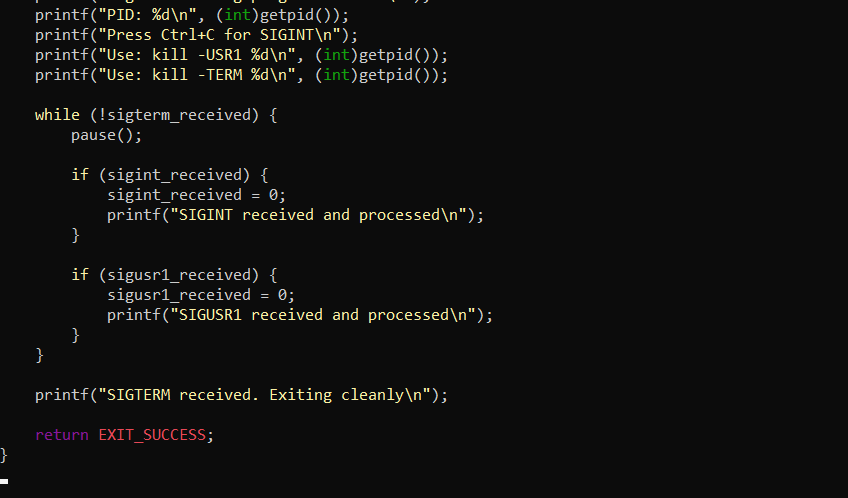 printf("PID: %d\n", (int)getpid());
printf("Press Ctrl+C for SIGINT\n");
printf("Use: kill -USR1 %d\n", (int)getpid());
printf("Use: kill -TERM %d\n", (int)getpid());
while (!sigterm_received) {
pause();
if (sigint_received) {
sigint_received = 0;
printf("SIGINT received and processed\n");
}
if (sigusr1_received) {
sigusr1_received = 0;
printf("SIGUSR1 received and processed\n");
}
}
printf("SIGTERM received. Exiting cleanly\n");
return EXIT_SUCCESS;
}